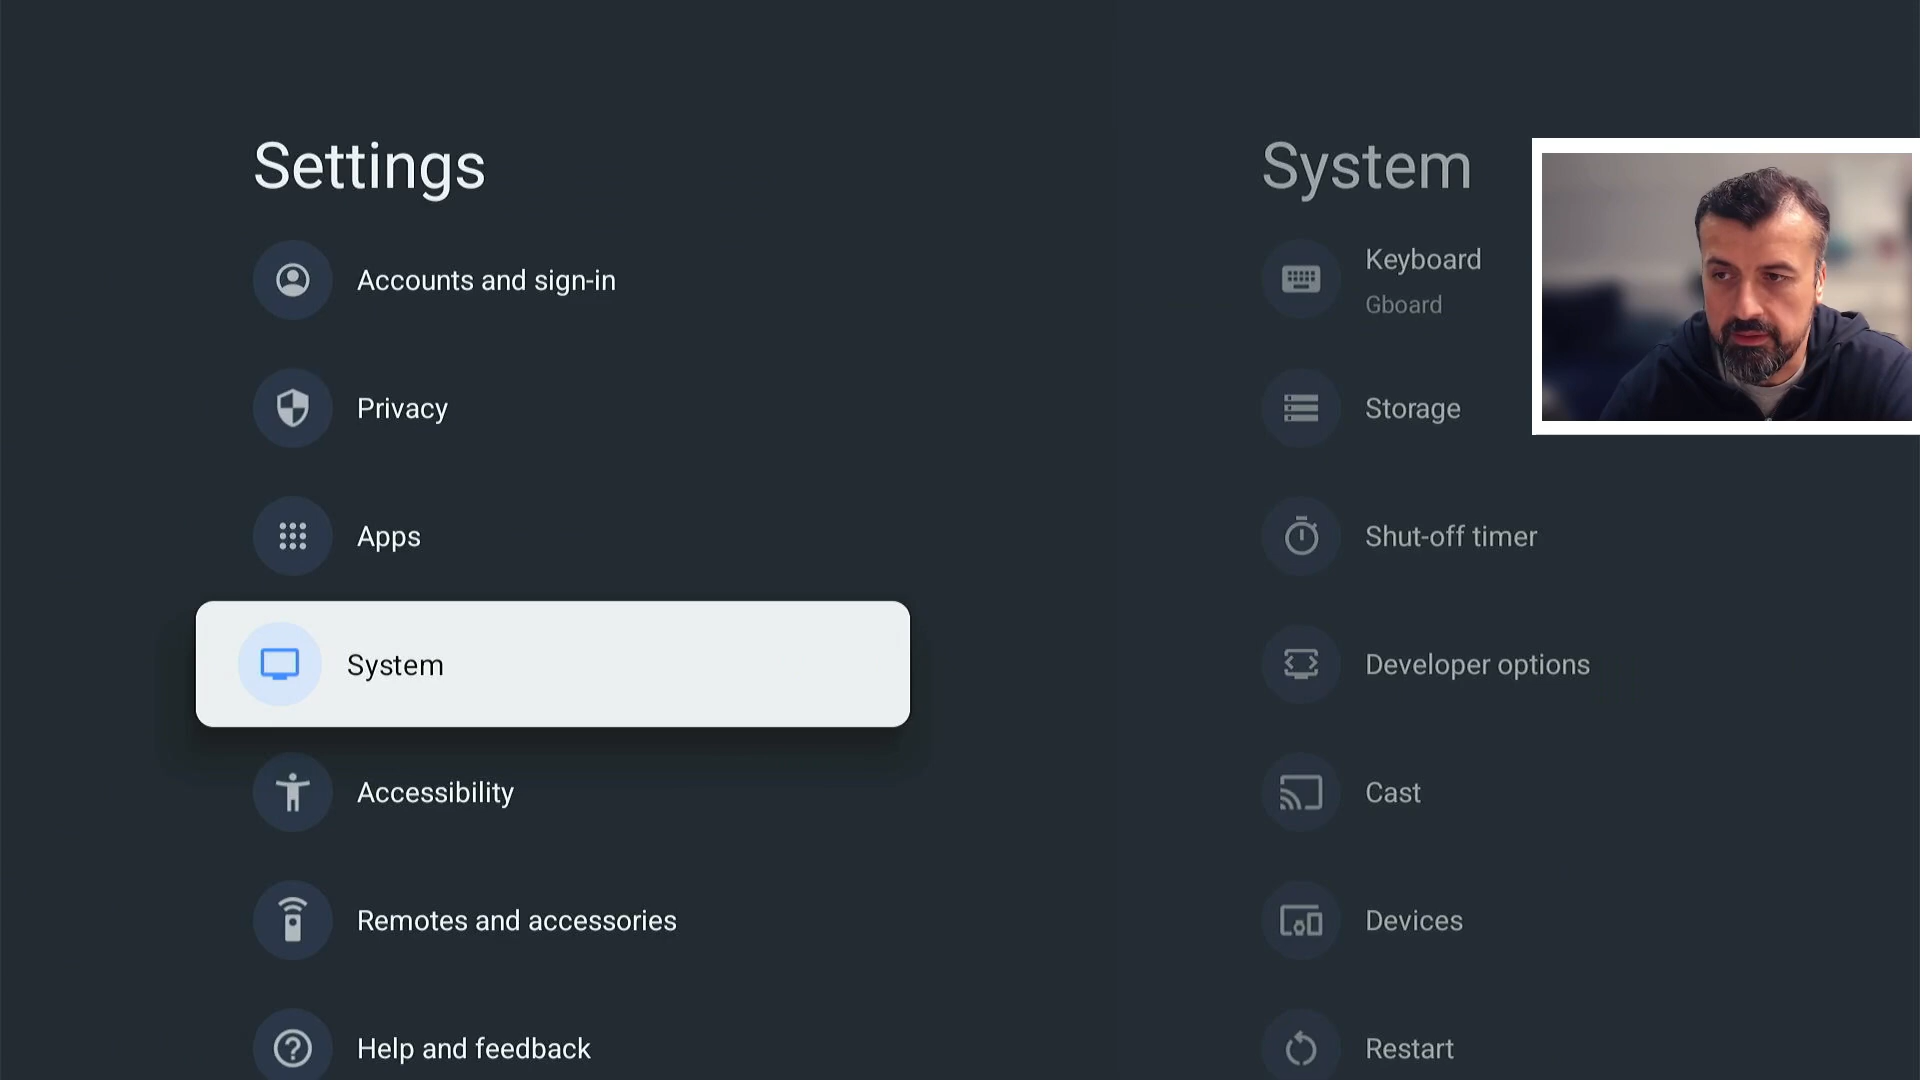 Settings
Accounts and sign-in
Privacy
Apps
System
Accessibility
Remotes and accessories
Help and feedback
System
Keyboard
Gboard
Storage
Shut-off timer
Developer options
Cast
Devices
Restart